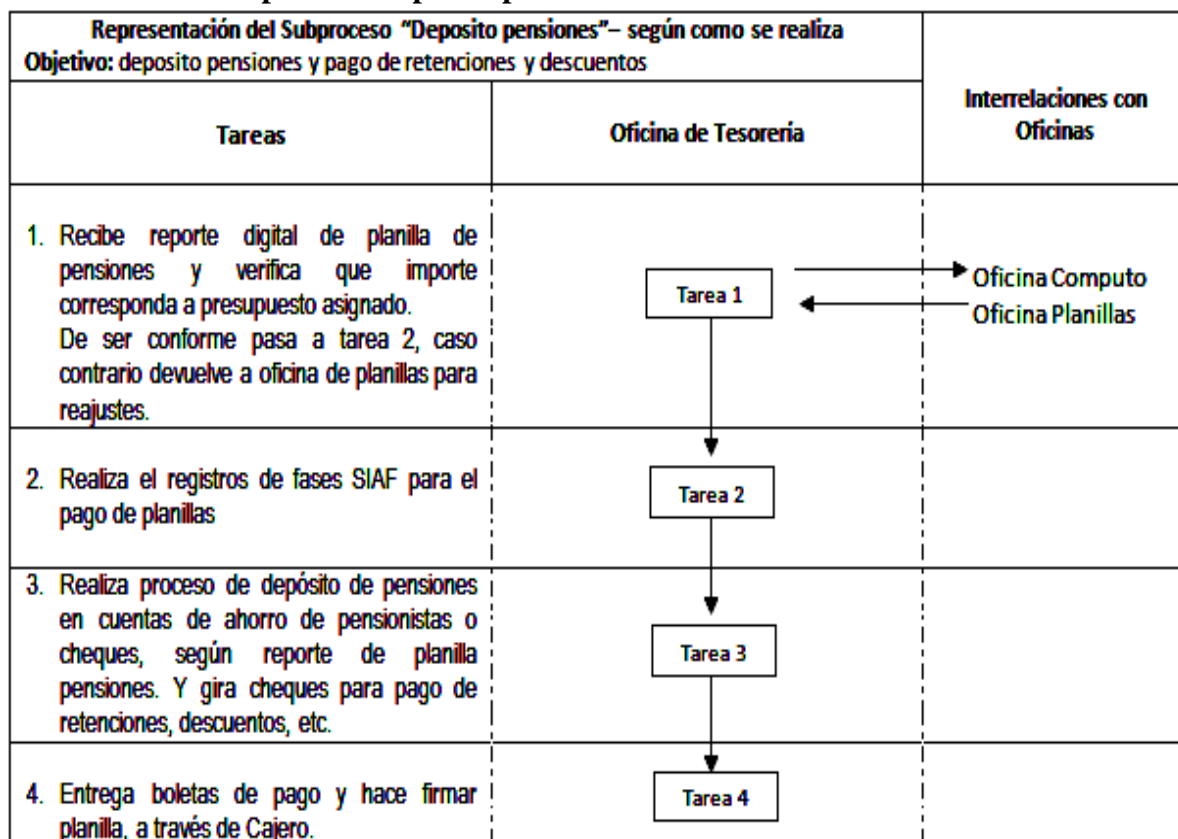 Representación del Subproceso “Deposito pensiones”– según como se realiza
Objetivo: deposito pensiones y pago de retenciones y descuentos
Interrelaciones con
Oficinas
Tareas
Oficina de Tesorería
1. Recibe reporte digital de planilla de
pensiones y verifica que importe
corresponda a presupuesto asignado.
De ser conforme pasa a tarea 2, caso
contrario devuelve a oficina de planillas para
reajustes.
Tarea 1
Oficina Computo
Oficina Planillas
2. Realiza el registros de fases SIAF para el
pago de planillas
Tarea 2
3. Realiza proceso de depósito de pensiones
en cuentas de ahorro de pensionistas o
cheques, según reporte de planilla
pensiones. Y gira cheques para pago de
retenciones, descuentos, etc.
Tarea 3
4. Entrega boletas de pago y hace firmar
planilla, a través de Cajero.
Tarea 4